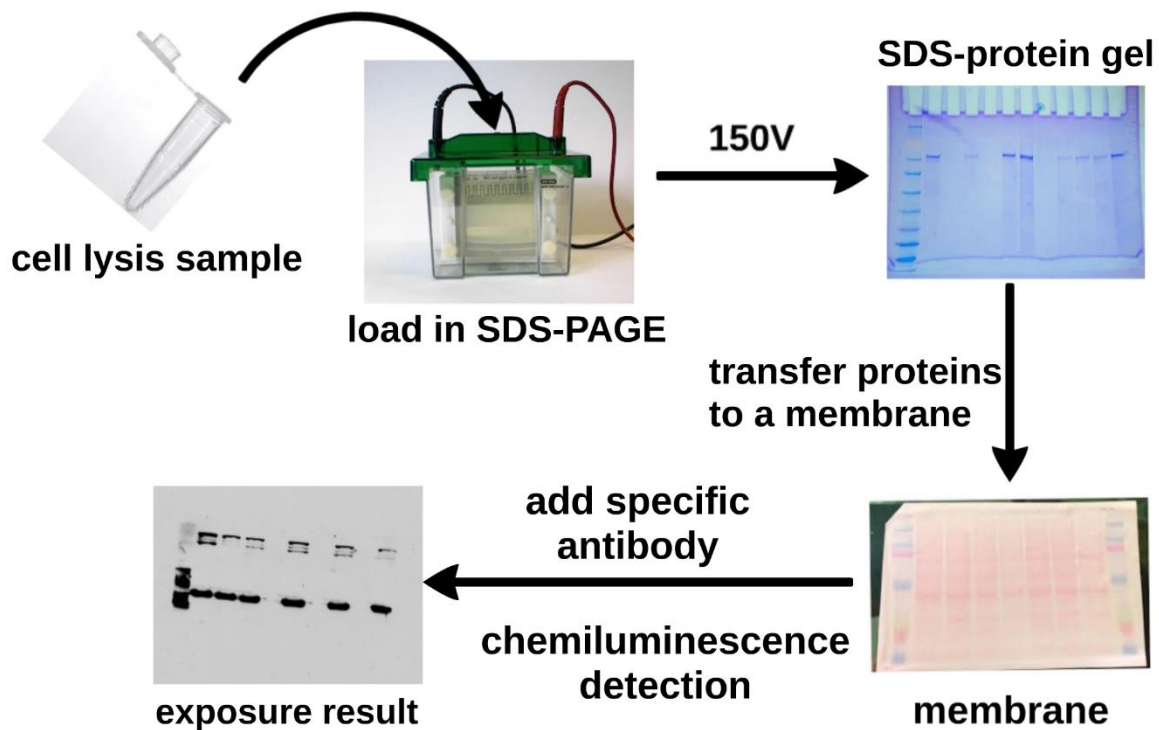 cell lysis sample
load in SDS-PAGE
150V
SDS-protein gel
transfer proteins
to a membrane
membrane
add specific
antibody
chemiluminescence
detection
exposure result